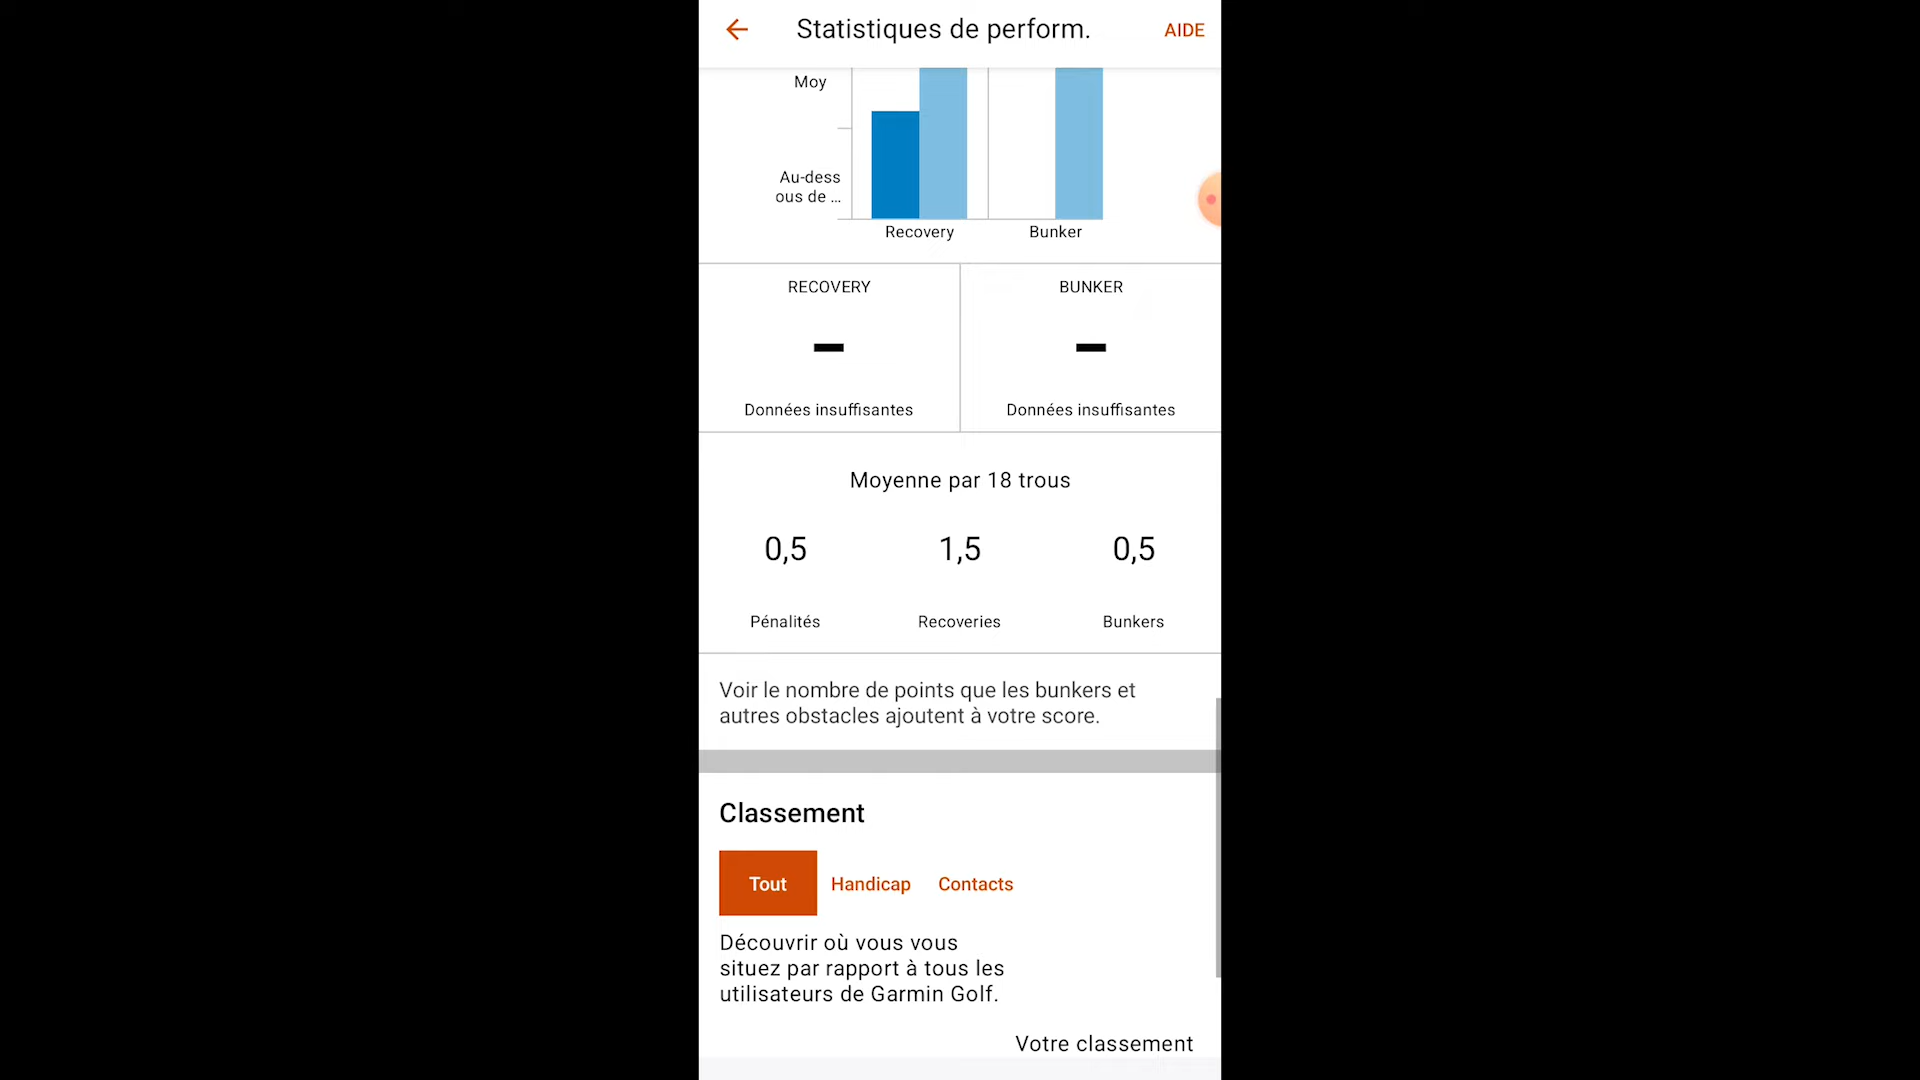 Statistiques de perform.
AIDE
Moy
Au-dess
ous de ...
Recovery
Bunker
RECOVERY
BUNKER
Données insuffisantes
Données insuffisantes
Moyenne par 18 trous
0,5
1,5
0,5
Pénalités
Recoveries
Bunkers
Voir le nombre de points que les bunkers et
autres obstacles ajoutent à votre score.
Classement
Tout
Handicap
Contacts
Découvrir où vous vous
situez par rapport à tous les
utilisateurs de Garmin Golf.
Votre classement